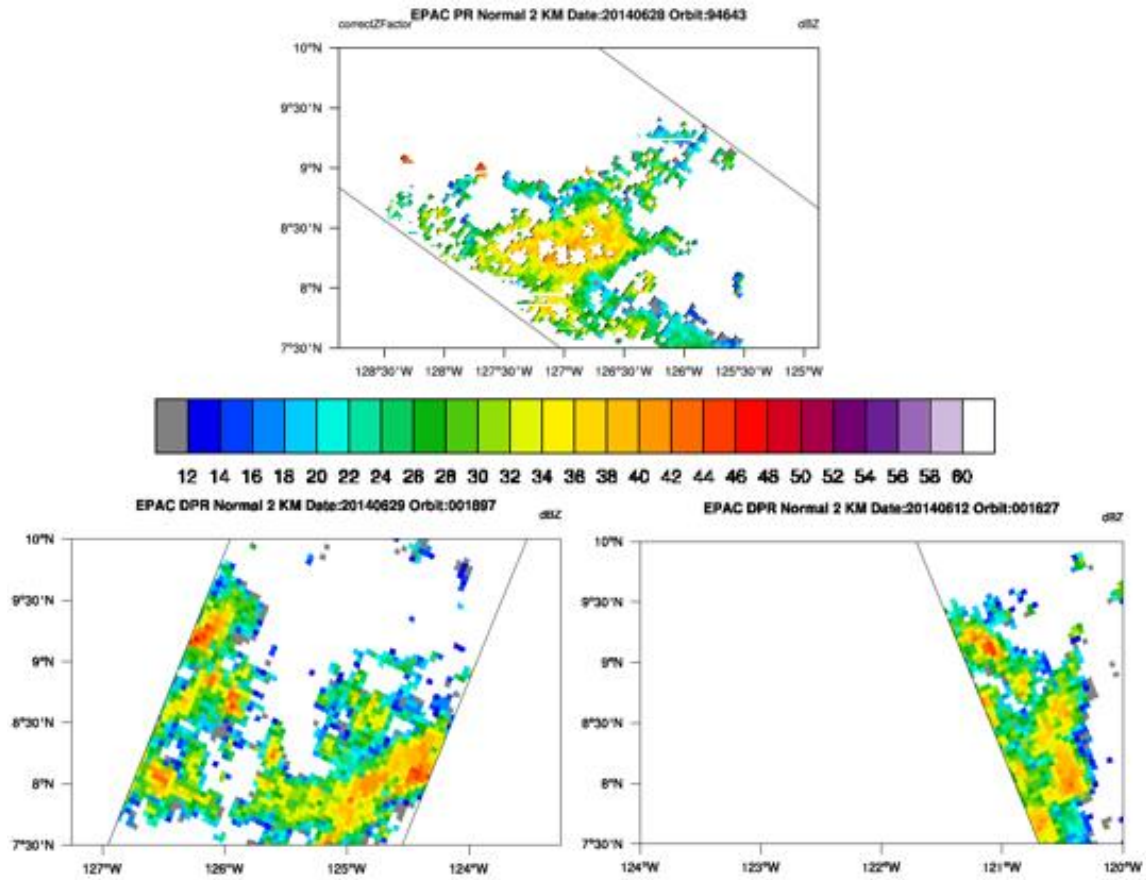 EPAC PR Normal 2 KM Date:20140628 Orbit:94643
correctZFactor dBZ
10°N
9°30'N
9°N
8°30'N
8°N
7°30'N
128°30'W 128°W 127°30'W 127°W 126°30'W 126°W 125°30'W 125°W
12 14 16 18 20 22 24 26 28 30 32 34 36 38 40 42 44 46 48 50 52 54 56 58 60
EPAC DPR Normal 2 KM Date:20140629 Orbit:001897
dBZ
10°N
9°30'N
9°N
8°30'N
8°N
7°30'N
127°W 126°W 125°W 124°W
EPAC DPR Normal 2 KM Date:20140612 Orbit:001627
dBZ
10°N
9°30'N
9°N
8°30'N
8°N
7°30'N
124°W 123°W 122°W 121°W 120°W